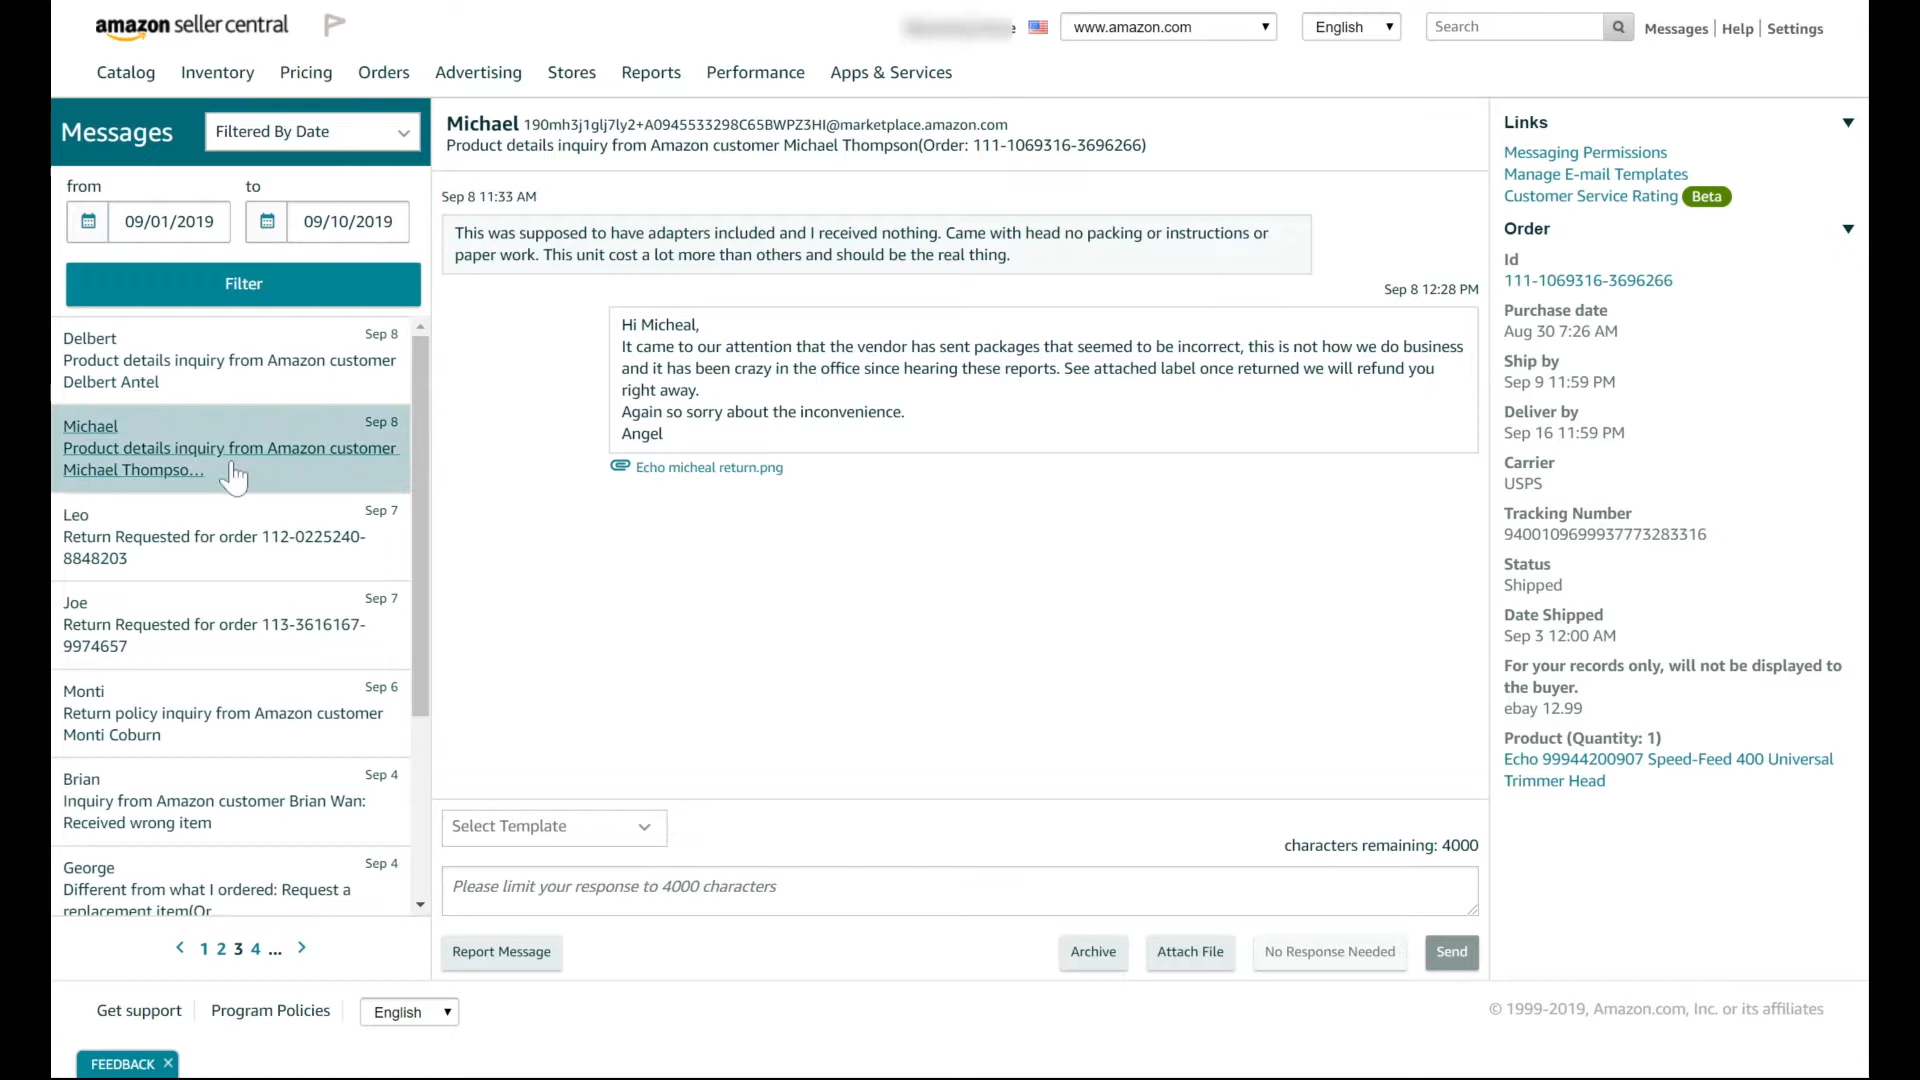 amazon seller central
www.amazon.com
English
Search
Messages | Help | Settings
Catalog Inventory Pricing Orders Advertising Stores Reports Performance Apps & Services
Messages
Filtered By Date
from
to
09/01/2019
09/10/2019
Filter
Delbert
Sep 8
Product details inquiry from Amazon customer
Delbert Antel
Michael
Sep 8
Product details inquiry from Amazon customer
Michael Thompso...
Leo
Sep 7
Return Requested for order 112-0225240-
8848203
Joe
Sep 7
Return Requested for order 113-3616167-
9974657
Monti
Sep 6
Return policy inquiry from Amazon customer
Monti Coburn
Brian
Sep 4
Inquiry from Amazon customer Brian Wan:
Received wrong item
George
Sep 4
Different from what I ordered: Request a
replacement item(Or
1 2 3 4 ...
Michael 190mh3j1glj7ly2+A0945533298C65BWPZ3HI@marketplace.amazon.com
Product details inquiry from Amazon customer Michael Thompson(Order: 111-1069316-3696266)
Sep 8 11:33 AM
This was supposed to have adapters included and I received nothing. Came with head no packing or instructions or
paper work. This unit cost a lot more than others and should be the real thing.
Sep 8 12:28 PM
Hi Micheal,
It came to our attention that the vendor has sent packages that seemed to be incorrect, this is not how we do business
and it has been crazy in the office since hearing these reports. See attached label once returned we will refund you
right away.
Again so sorry about the inconvenience.
Angel
Echo micheal return.png
Select Template
characters remaining: 4000
Please limit your response to 4000 characters
Report Message
Archive
Attach File
No Response Needed
Send
Links
Messaging Permissions
Manage E-mail Templates
Customer Service Rating Beta
Order
Id
111-1069316-3696266
Purchase date
Aug 30 7:26 AM
Ship by
Sep 9 11:59 PM
Deliver by
Sep 16 11:59 PM
Carrier
USPS
Tracking Number
9400109699937773283316
Status
Shipped
Date Shipped
Sep 3 12:00 AM
For your records only, will not be displayed to
the buyer.
ebay 12.99
Product (Quantity: 1)
Echo 99944200907 Speed-Feed 400 Universal
Trimmer Head
Get support
Program Policies
English
© 1999-2019, Amazon.com, Inc. or its affiliates
FEEDBACK